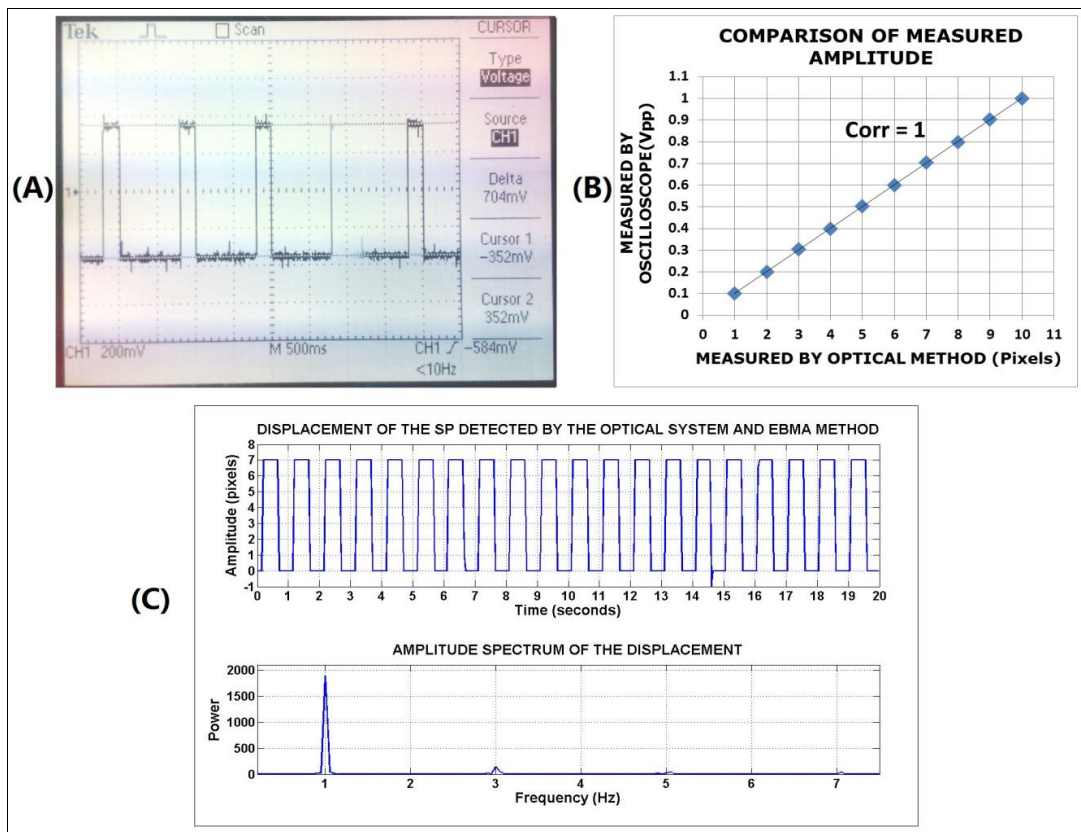 Tek
Scan
CURSOR
Type
Voltage
Source
CH1
Delta
704mV
Cursor 1
-352mV
Cursor 2
352mV
1
CH1 200mV
M 500ms
CH1 -584mV
<10Hz
(A)
(B)
COMPARISON OF MEASURED
AMPLITUDE
MEASURED BY
OSCILLOSCOPE(Vpp)
1.1
1
0.9
0.8
0.7
0.6
0.5
0.4
0.3
0.2
0.1
0
Corr = 1
0 1 2 3 4 5 6 7 8 9 10 11
MEASURED BY OPTICAL METHOD (Pixels)
(C)
DISPLACEMENT OF THE SP DETECTED BY THE OPTICAL SYSTEM AND EBMA METHOD
Amplitude (pixels)
8
7
6
5
4
3
2
1
0
-1
0 1 2 3 4 5 6 7 8 9 10 11 12 13 14 15 16 17 18 19 20
Time (seconds)
AMPLITUDE SPECTRUM OF THE DISPLACEMENT
Power
2000
1500
1000
500
0
1 2 3 4 5 6 7
Frequency (Hz)